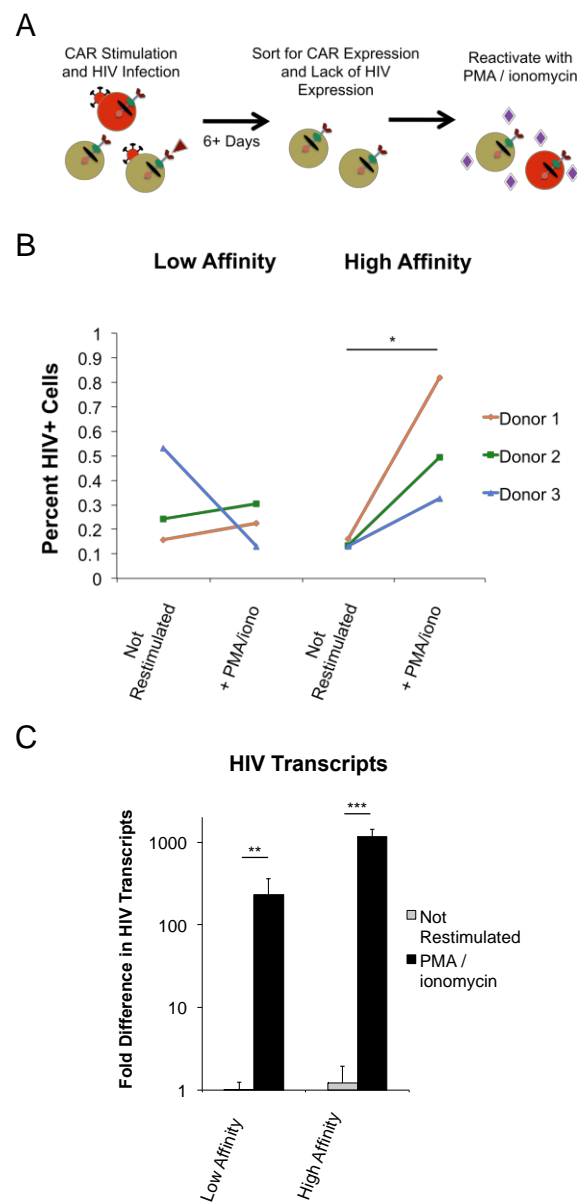 A
CAR Stimulation
and HIV Infection
6+ Days
Sort for CAR Expression
and Lack of HIV
Expression
Reactivate with
PMA / ionomycin
B
Low Affinity
High Affinity
Percent HIV+ Cells
1
0.9
0.8
0.7
0.6
0.5
0.4
0.3
0.2
0.1
0
*
Donor 1
Donor 2
Donor 3
Not
Restimulated
+ PMA/iono
Not
Restimulated
+ PMA/iono
C
HIV Transcripts
Fold Difference in HIV Transcripts
1000
100
10
1
**
***
Not
Restimulated
PMA /
ionomycin
Low Affinity
High Affinity